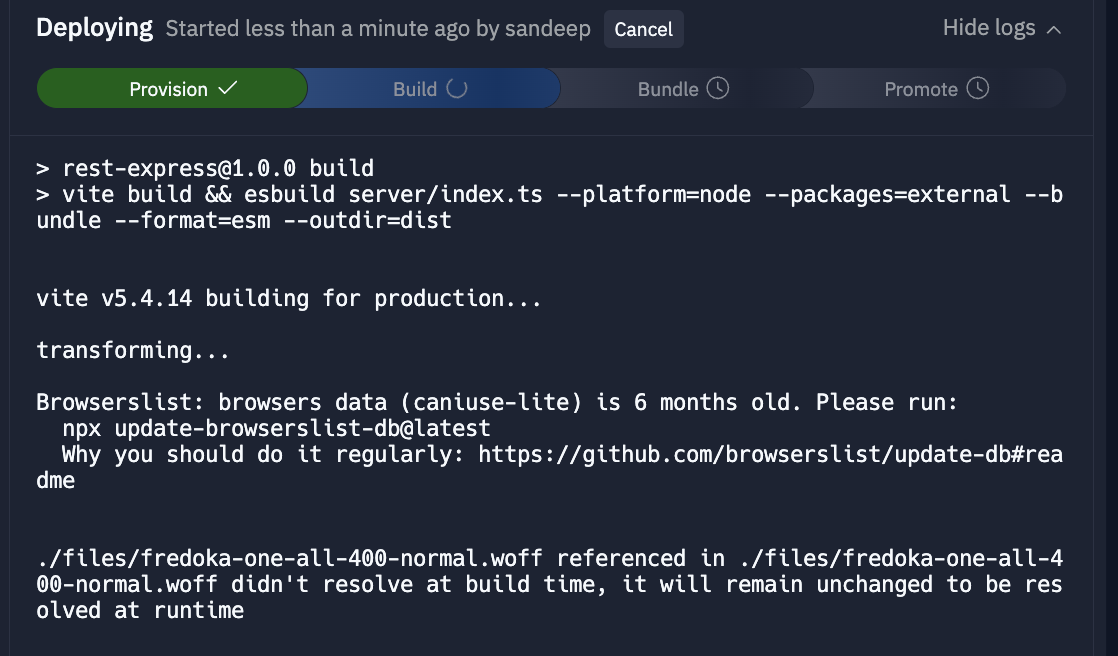 Deploying Started less than a minute ago by sandeep Cancel Hide logs
Provision Build Bundle Promote
> rest-express@1.0.0 build
> vite build && esbuild server/index.ts --platform=node --packages=external --b
undle --format=esm --outdir=dist
vite v5.4.14 building for production...
transforming...
Browserslist: browsers data (caniuse-lite) is 6 months old. Please run:
npx update-browserslist-db@latest
Why you should do it regularly: https://github.com/browserslist/update-db#rea
dme
./files/fredoka-one-all-400-normal.woff referenced in ./files/fredoka-one-all-4
00-normal.woff didn't resolve at build time, it will remain unchanged to be res
olved at runtime